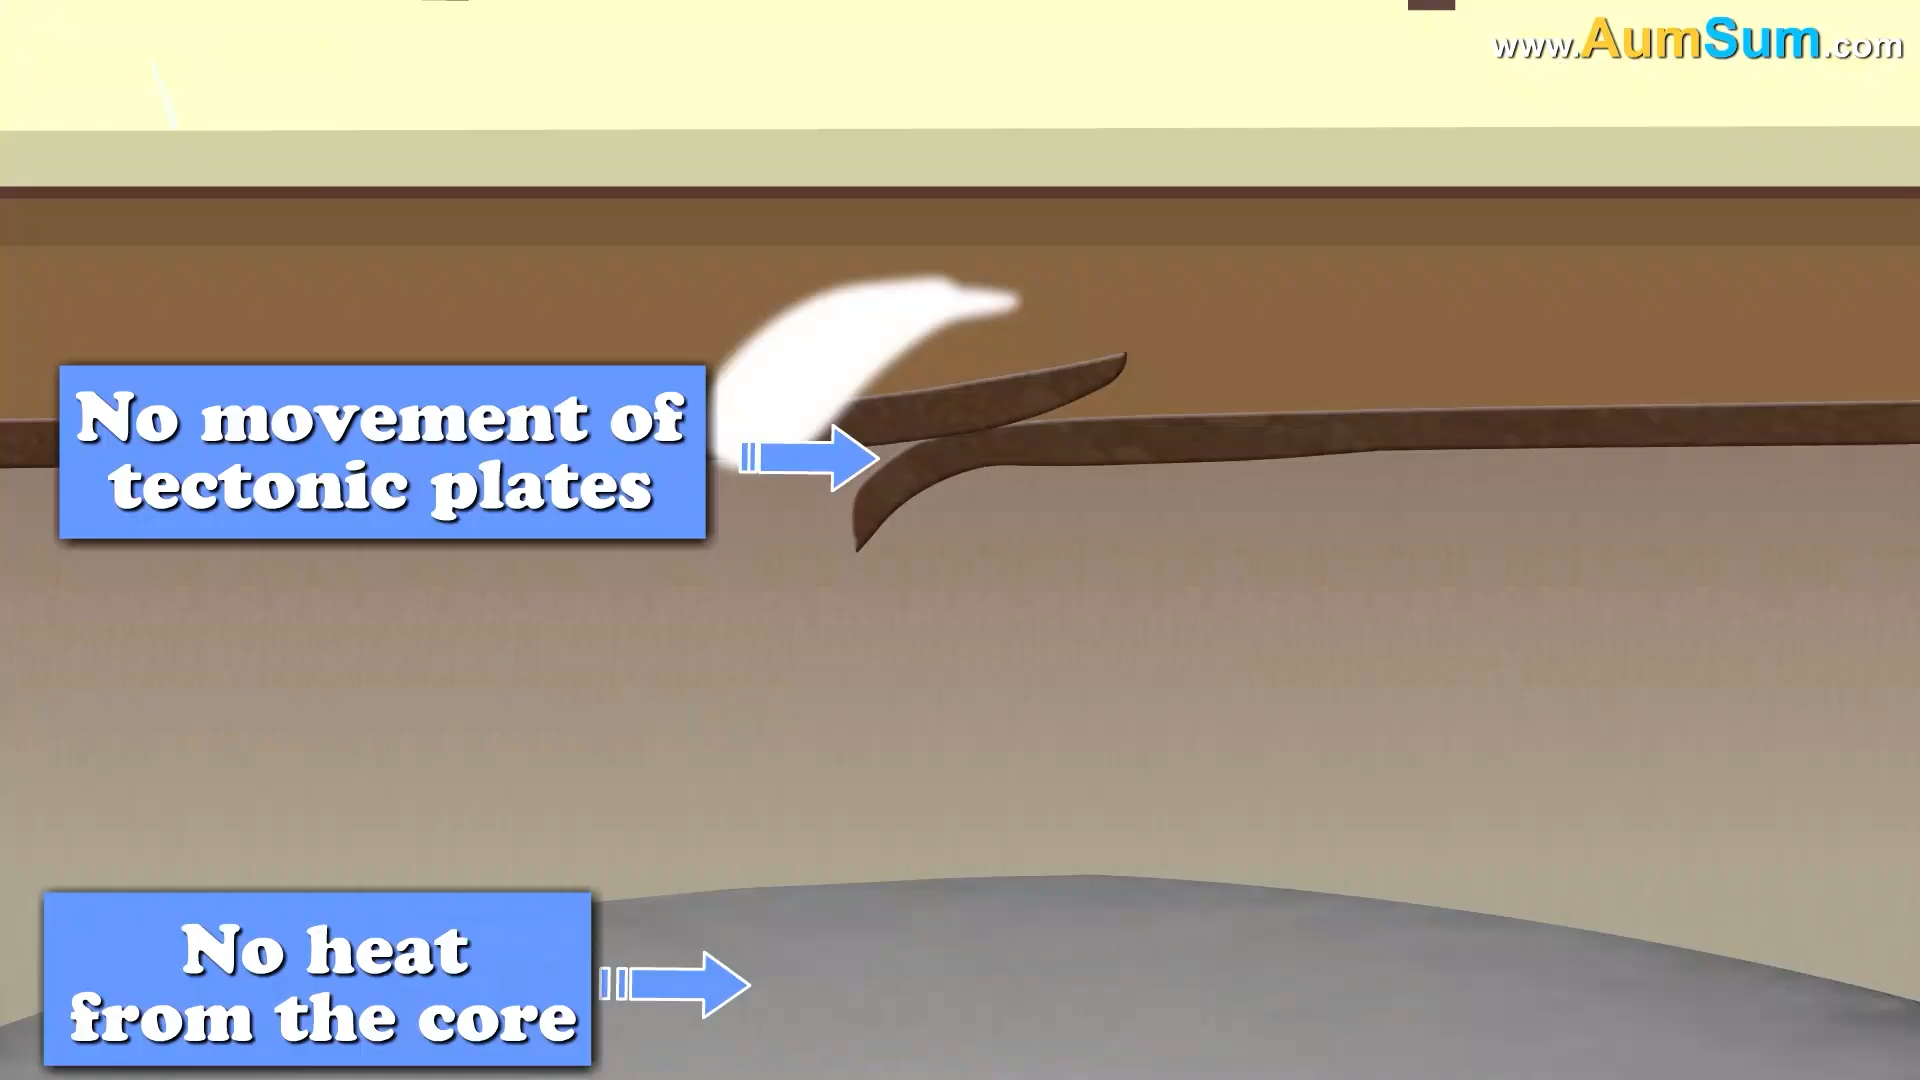 www.AumSum.com
No movement of
tectonic plates
No heat
from the core